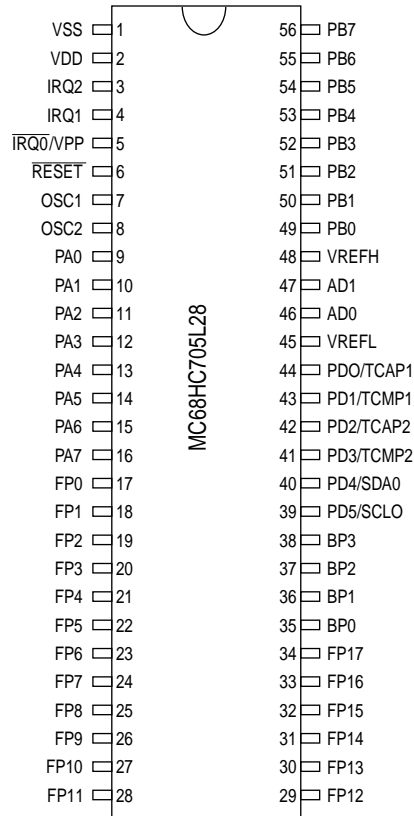 VSS 1 56 PB7
VDD 2 55 PB6
IRQ2 3 54 PB5
IRQ1 4 53 PB4
IRQ0/VPP 5 52 PB3
RESET 6 51 PB2
OSC1 7 50 PB1
OSC2 8 49 PB0
PA0 9 48 VREFH
PA1 10 47 AD1
PA2 11 46 AD0
PA3 12 45 VREFL
PA4 13 44 PDO/TCAP1
PA5 14 43 PD1/TCMP1
PA6 15 42 PD2/TCAP2
PA7 16 41 PD3/TCMP2
FP0 17 40 PD4/SDA0
FP1 18 39 PD5/SCLO
FP2 19 38 BP3
FP3 20 37 BP2
FP4 21 36 BP1
FP5 22 35 BP0
FP6 23 34 FP17
FP7 24 33 FP16
FP8 25 32 FP15
FP9 26 31 FP14
FP10 27 30 FP13
FP11 28 29 FP12
MC68HC705L28